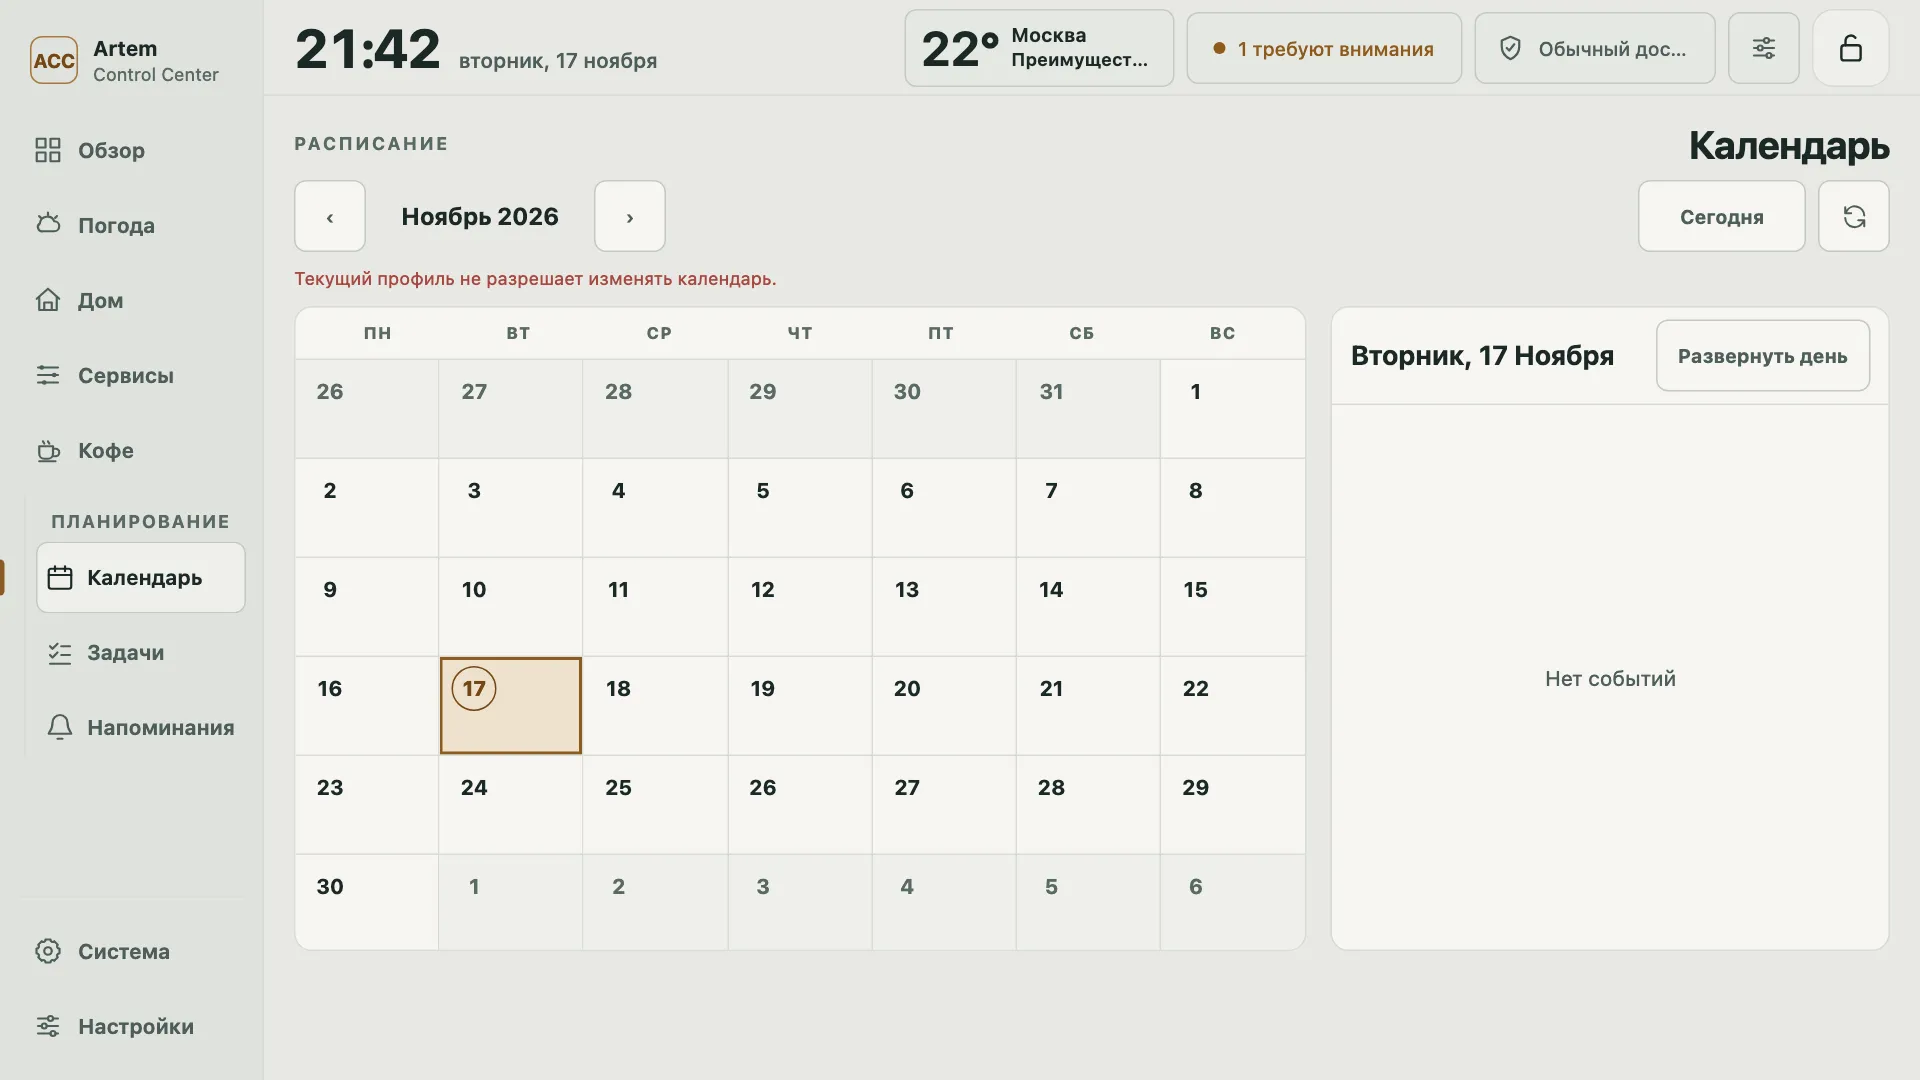 ACC
Artem
Control Center
Обзор
Погода
Дом
Сервисы
Кофе
ПЛАНИРОВАНИЕ
Календарь
Задачи
Напоминания
Система
Настройки
21:42
вторник, 17 ноября
22°
Москва
Преимущест...
1 требуют внимания
Обычный дос...
РАСПИСАНИЕ
Календарь
‹
Ноябрь 2026
›
Сегодня
Текущий профиль не разрешает изменять календарь.
ПН ВТ СР ЧТ ПТ СБ ВС
26 27 28 29 30 31 1
2 3 4 5 6 7 8
9 10 11 12 13 14 15
16 17 18 19 20 21 22
23 24 25 26 27 28 29
30 1 2 3 4 5 6
Вторник, 17 Ноября
Развернуть день
Нет событий